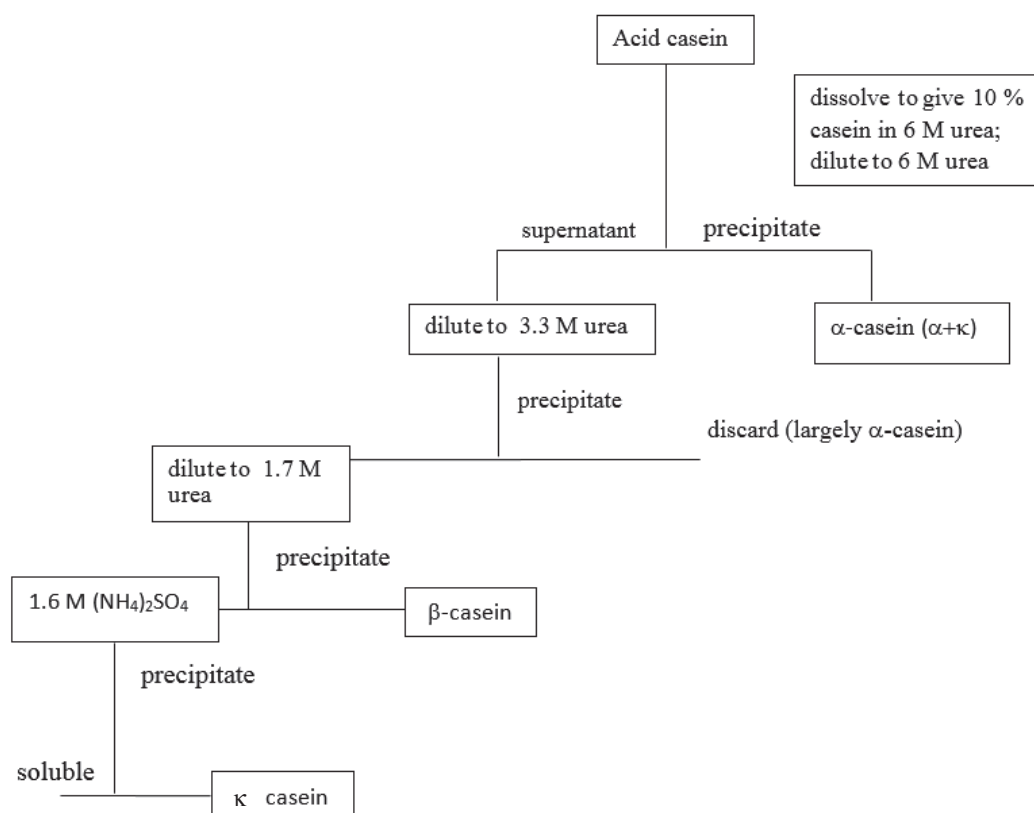 Acid casein
dissolve to give 10 %
casein in 6 M urea;
dilute to 6 M urea
supernatant
precipitate
dilute to 3.3 M urea
α-casein (α+κ)
precipitate
discard (largely α-casein)
dilute to 1.7 M
urea
precipitate
1.6 M (NH₄)₂SO₄
β-casein
precipitate
soluble
κ casein